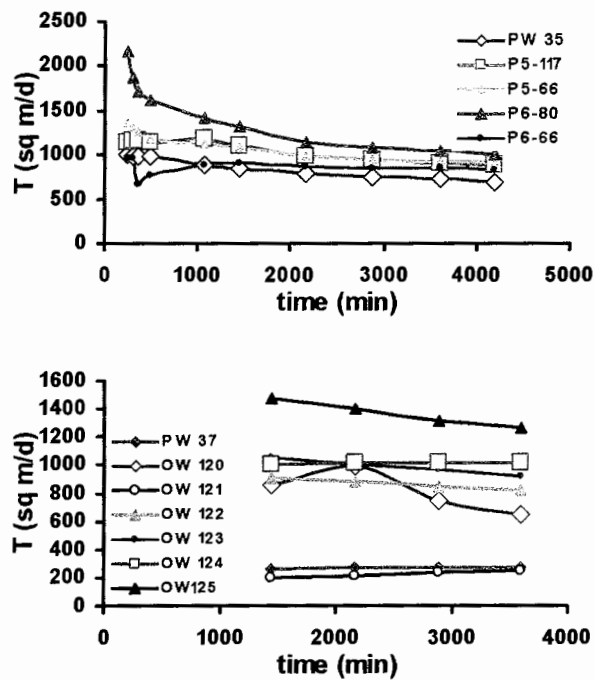 2500
2000
1500
1000
500
0
T (sq m/d)
PW 35
P5-117
P5-66
P6-80
P6-66
0 1000 2000 3000 4000 5000
time (min)
1600
1400
1200
1000
800
600
400
200
0
T (sq m/d)
PW 37
OW 120
OW 121
OW 122
OW 123
OW 124
OW125
0 1000 2000 3000 4000
time (min)